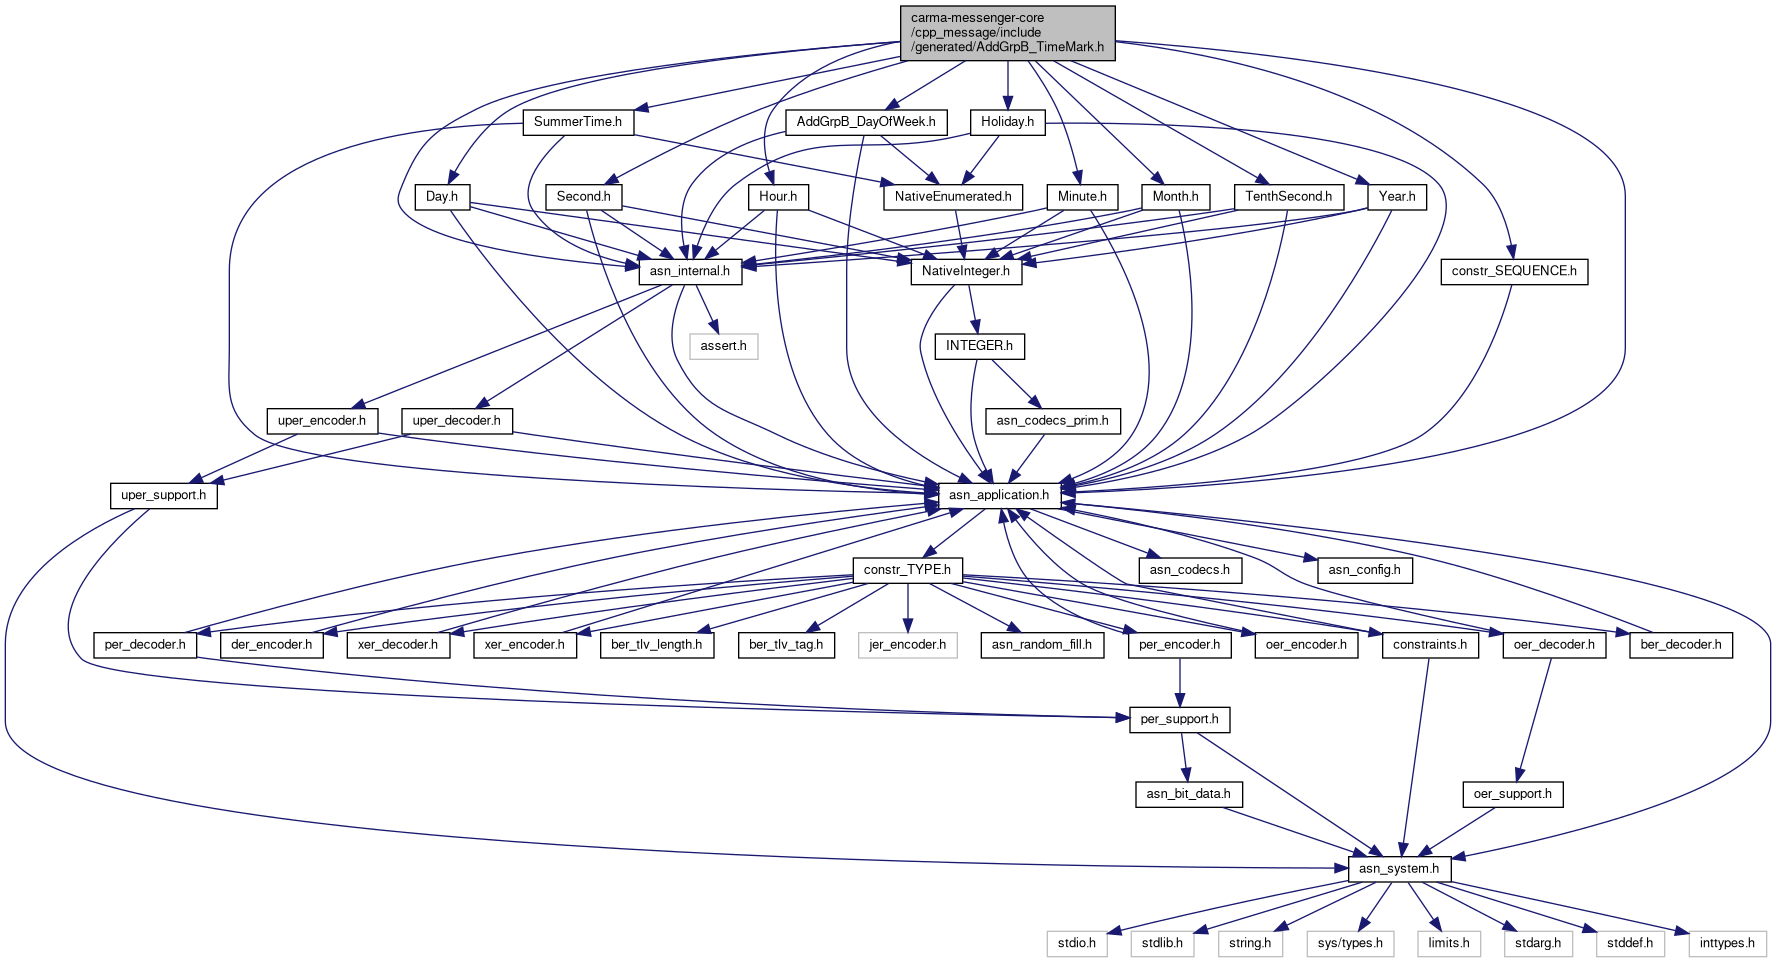 carma-messenger-core
/cpp_message/include
/generated/AddGrpB_TimeMark.h
SummerTime.h
AddGrpB_DayOfWeek.h
Holiday.h
Day.h
Second.h
Hour.h
NativeEnumerated.h
Minute.h
Month.h
TenthSecond.h
Year.h
asn_internal.h
NativeInteger.h
constr_SEQUENCE.h
assert.h
INTEGER.h
uper_encoder.h
uper_decoder.h
asn_codecs_prim.h
uper_support.h
asn_application.h
constr_TYPE.h
asn_codecs.h
asn_config.h
per_decoder.h
der_encoder.h
xer_decoder.h
xer_encoder.h
ber_tlv_length.h
ber_tlv_tag.h
jer_encoder.h
asn_random_fill.h
per_encoder.h
oer_encoder.h
constraints.h
oer_decoder.h
ber_decoder.h
per_support.h
asn_bit_data.h
oer_support.h
asn_system.h
stdio.h
stdlib.h
string.h
sys/types.h
limits.h
stdarg.h
stddef.h
inttypes.h